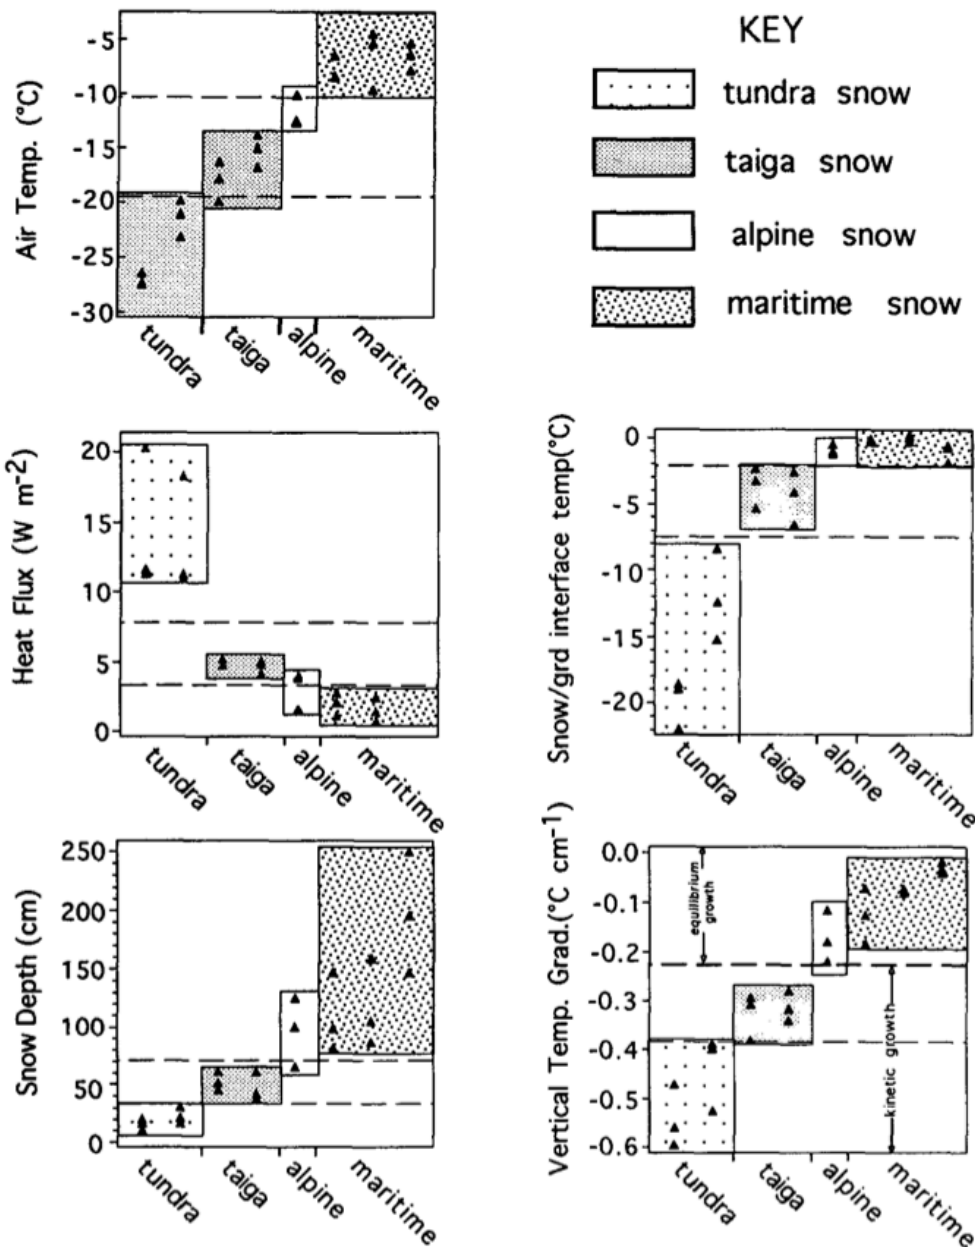 KEY
tundra snow
taiga snow
alpine snow
maritime snow
Air Temp. (°C)
-5
-10
-15
-20
-25
-30
tundra
taiga
alpine
maritime
Heat Flux (W m-2)
20
15
10
5
0
tundra
taiga
alpine
maritime
Snow/grd interface temp(°C)
0
-5
-10
-15
-20
tundra
taiga
alpine
maritime
Snow Depth (cm)
250
200
150
100
50
0
tundra
taiga
alpine
maritime
Vertical Temp. Grad.(°C cm-1)
0.0
-0.1
-0.2
-0.3
-0.4
-0.5
-0.6
equilibrium
growth
kinetic growth
tundra
taiga
alpine
maritime